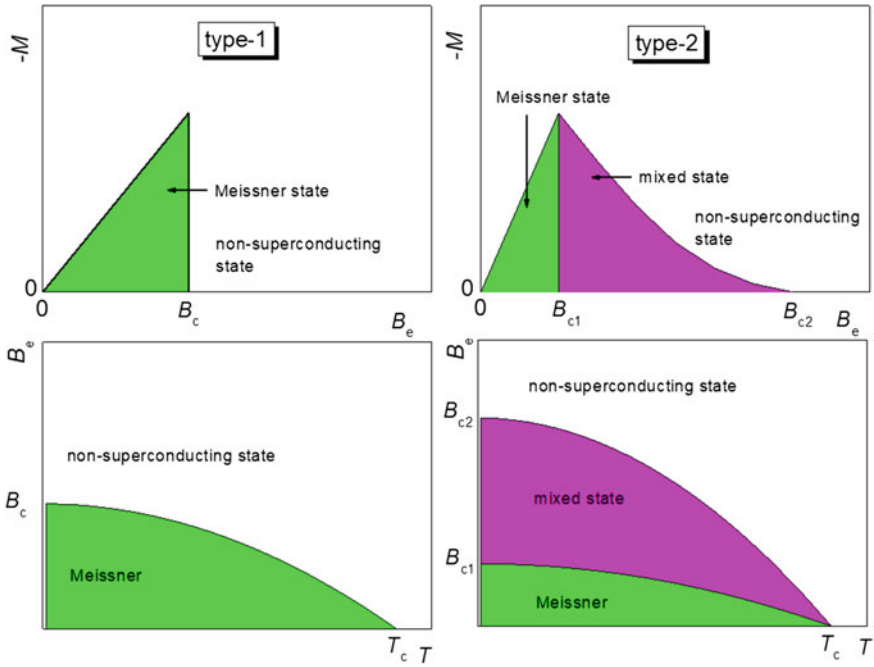 type-1
-M
Meissner state
non-superconducting
state
0
0
Bc
Be
type-2
-M
Meissner state
mixed state
non-superconducting
state
0
0
Bc1
Bc2
Be
Be
non-superconducting state
Bc
Meissner
Tc
T
Be
non-superconducting state
Bc2
mixed state
Bc1
Meissner
Tc
T